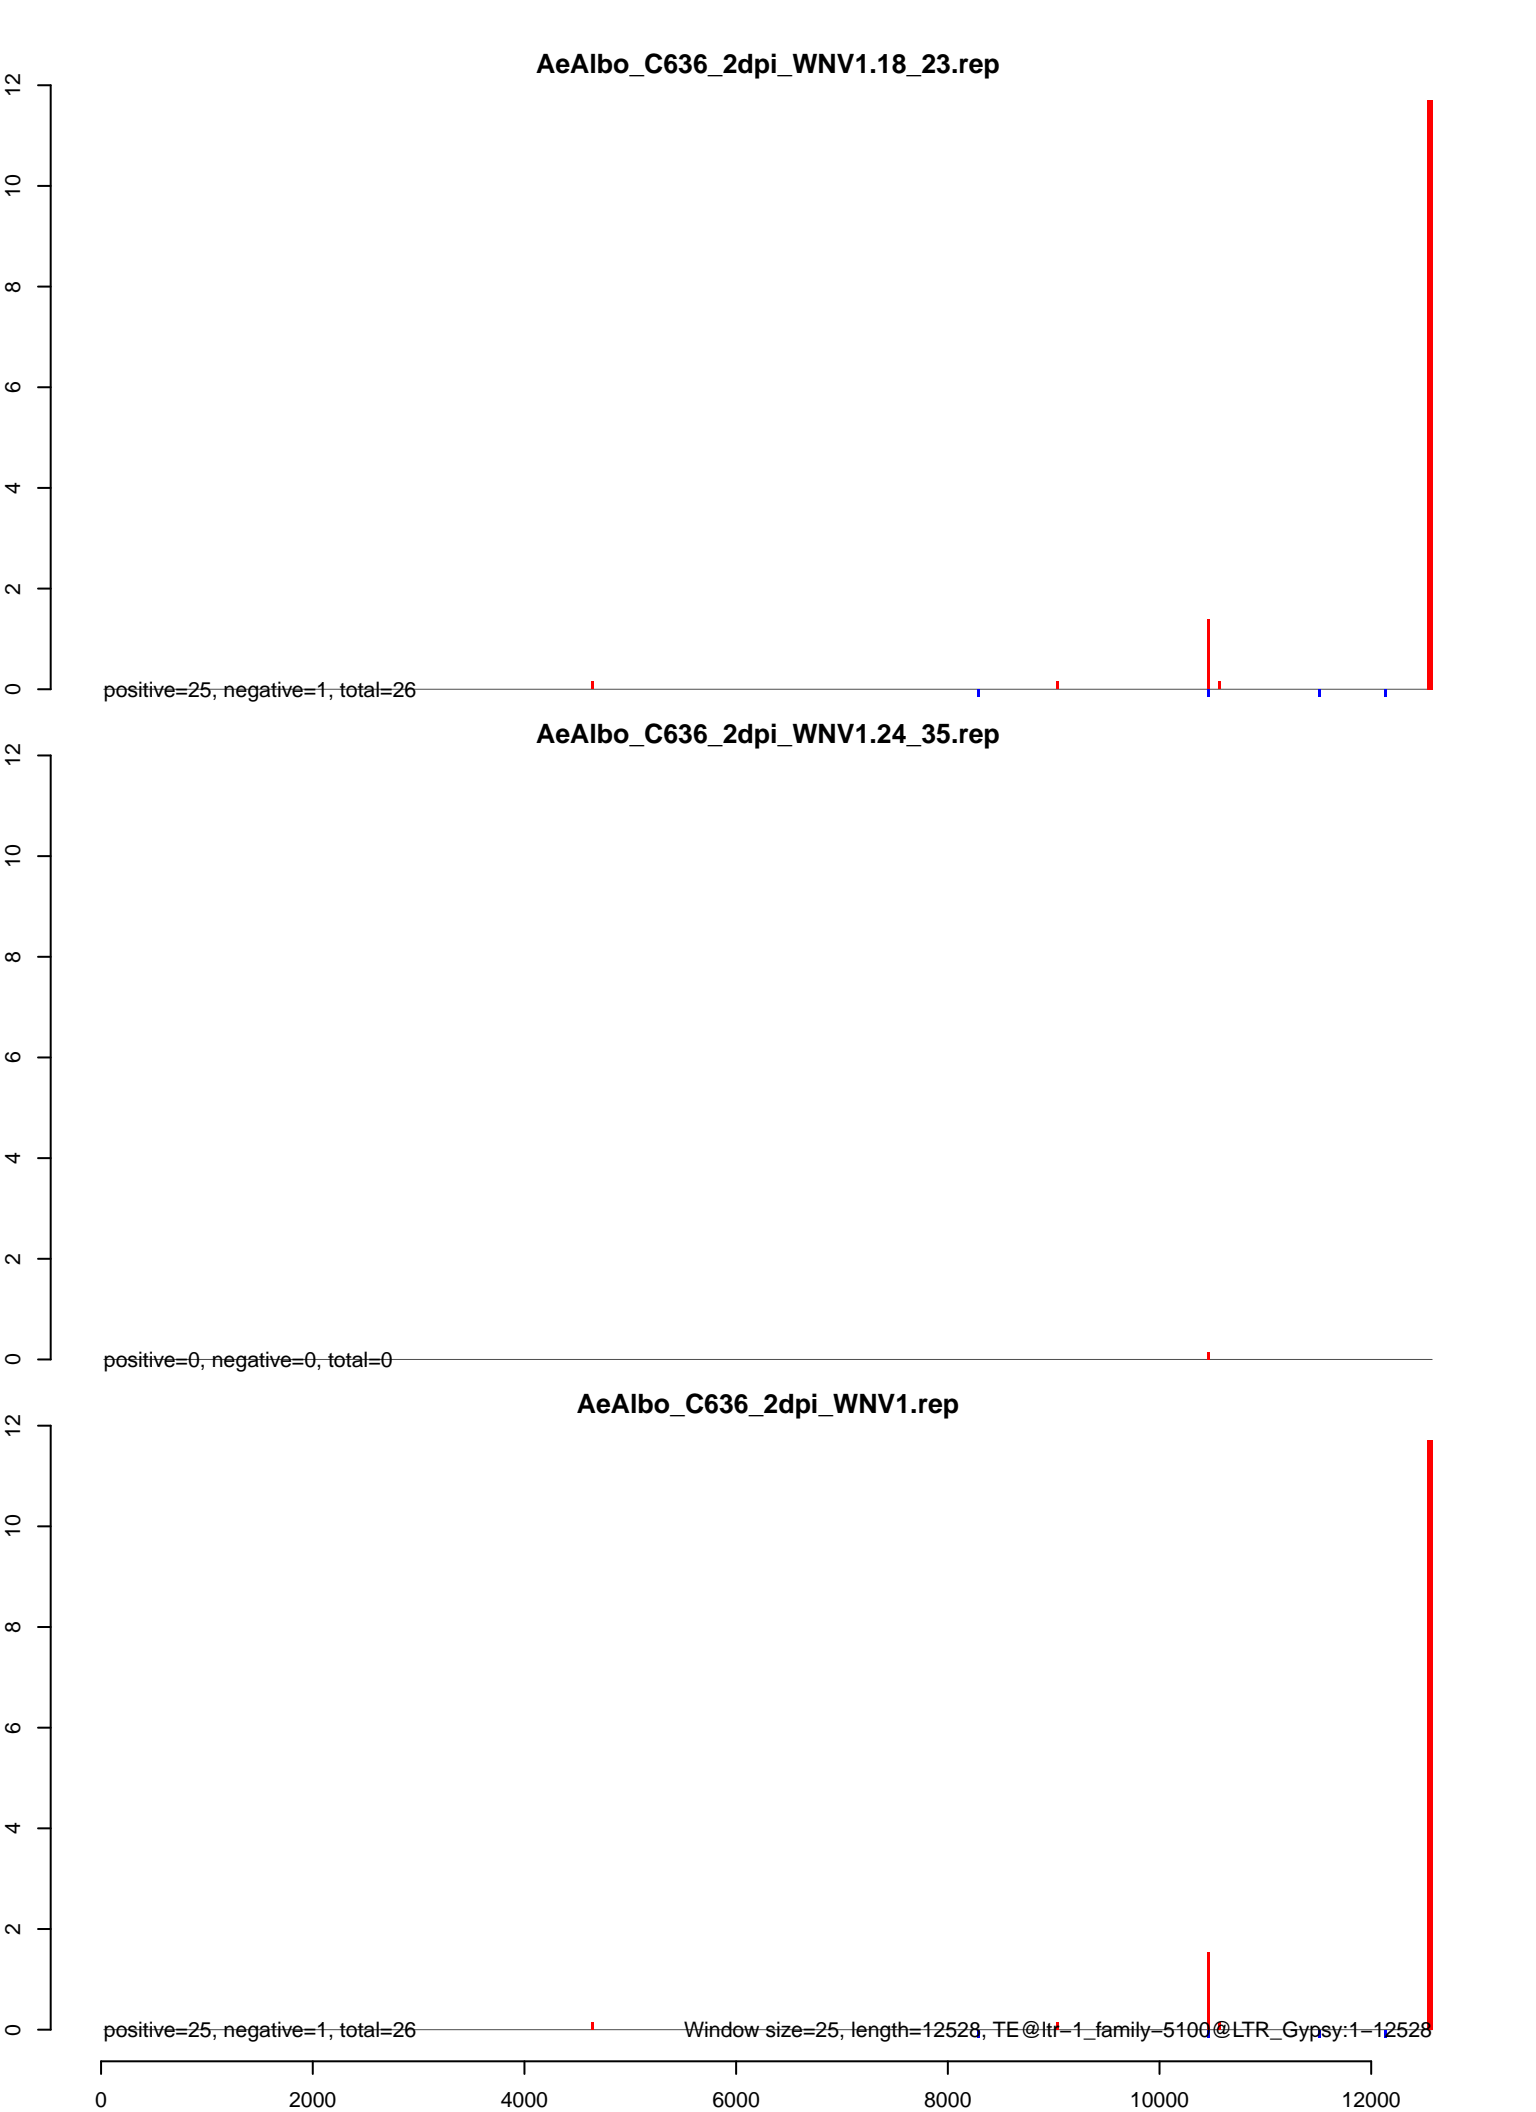 AeAlbo_C636_2dpi_WNV1.18_23.rep
12
10
8
6
4
2
0
positive=25, negative=1, total=26
AeAlbo_C636_2dpi_WNV1.24_35.rep
12
10
8
6
4
2
0
positive=0, negative=0, total=0
AeAlbo_C636_2dpi_WNV1.rep
12
10
8
6
4
2
0
positive=25, negative=1, total=26
Window size=25, length=12528, TE@ltr−1_family−5100@LTR_Gypsy:1−12528
0 2000 4000 6000 8000 10000 12000